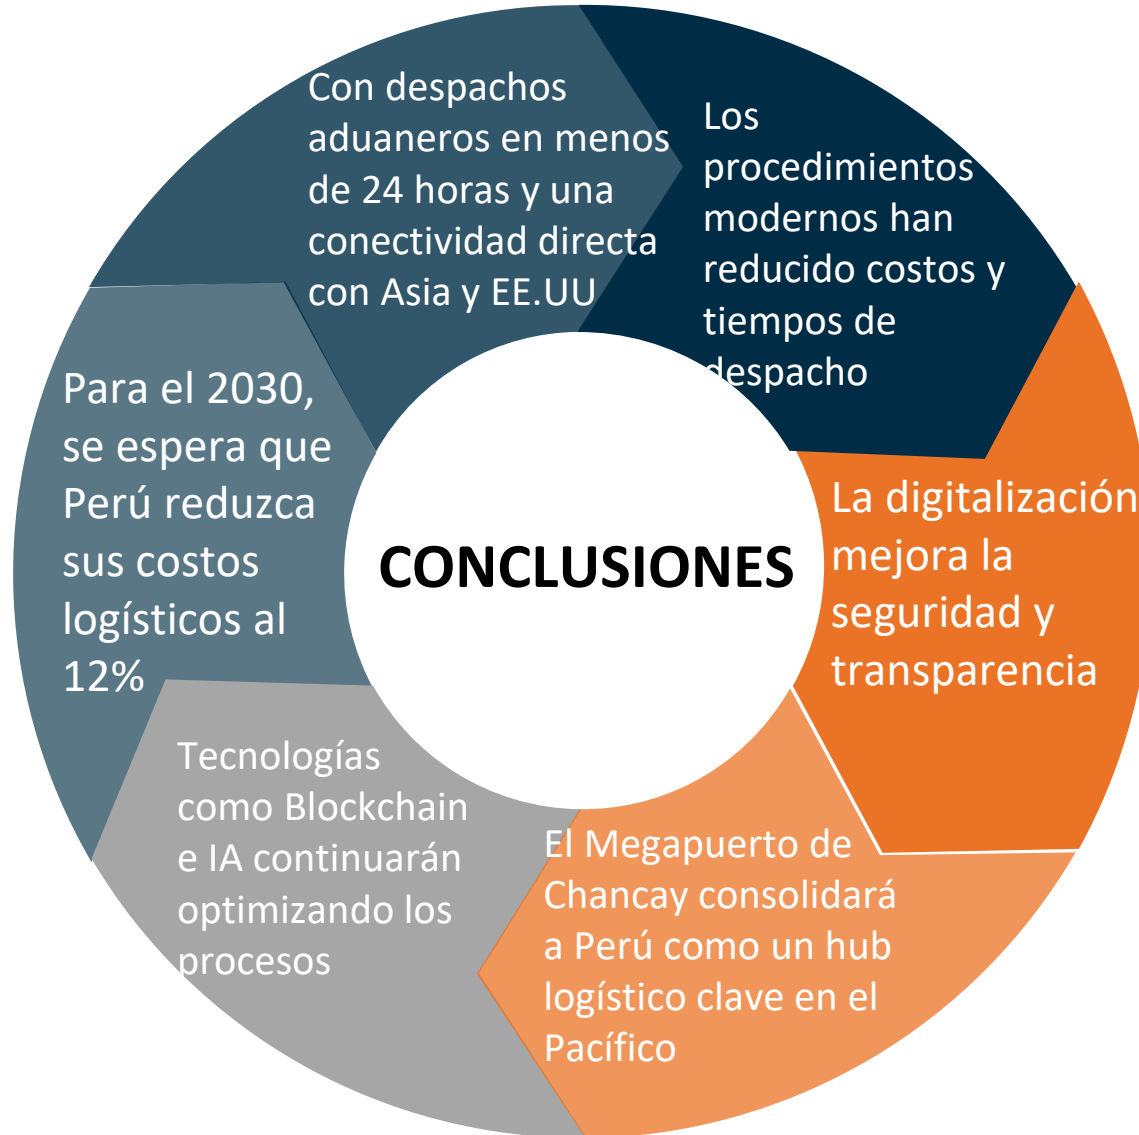 Con despachos
aduaneros en menos
de 24 horas y una
conectividad directa
con Asia y EE.UU
Los
procedimientos
modernos han
reducido costos y
tiempos de
despacho
La digitalización
mejora la
seguridad y
transparencia
El Megapuerto de
Chancay consolidará
a Perú como un hub
logístico clave en el
Pacífico
Tecnologías
como Blockchain
e IA continuarán
optimizando los
procesos
Para el 2030,
se espera que
Perú reduzca
sus costos
logísticos al
12%
CONCLUSIONES